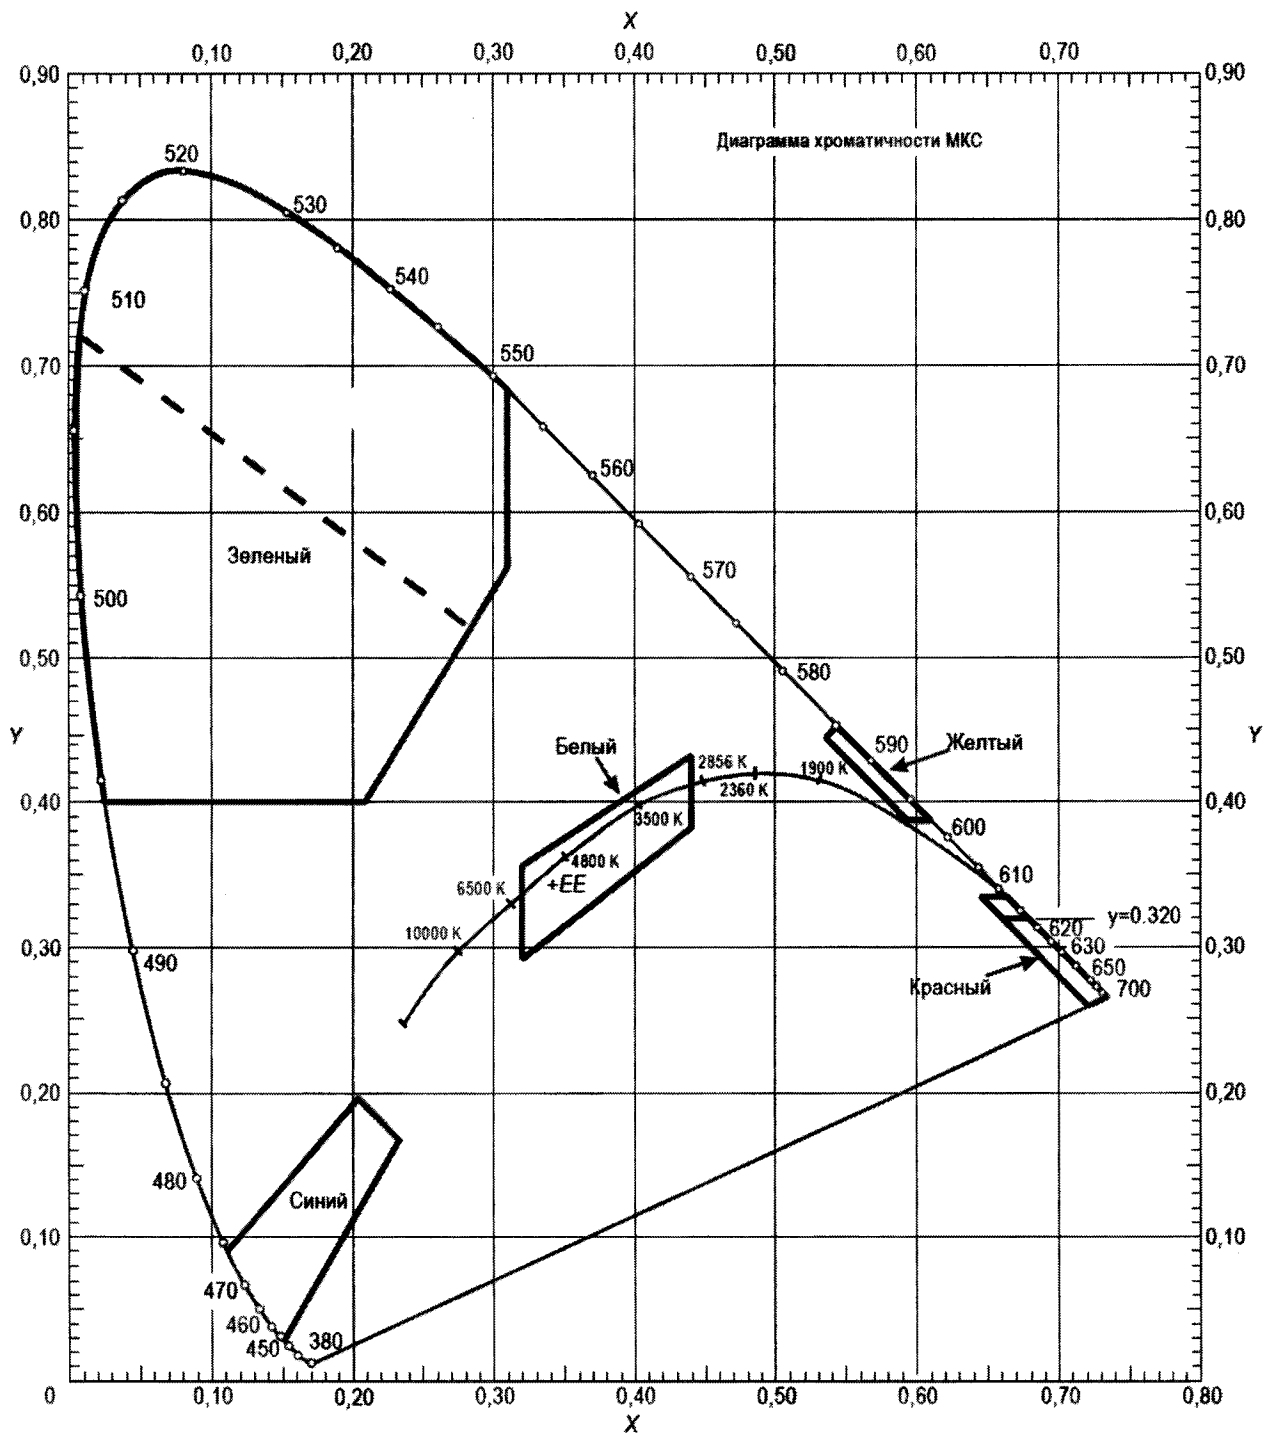 X
0,10 0,20 0,30 0,40 0,50 0,60 0,70
0,90 0,90
Диаграмма хроматичности МКС
520
530
0,80 0,80
540
510
550
0,70 0,70
560
0,60 0,60
Зеленый
570
500
0,50 0,50
580
Y Y
Белый
590 Желтый
2856 K
1900 K
2360 K
0,40 0,40
3500 K
600
4800 K
610
6500 K
+EE
y=0.320
620
10000 K
630
0,30 0,30
490
650
Красный
700
0,20 0,20
480
Синий
0,10 0,10
470
460
450
380
0 0,10 0,20 0,30 0,40 0,50 0,60 0,70 0,80
X